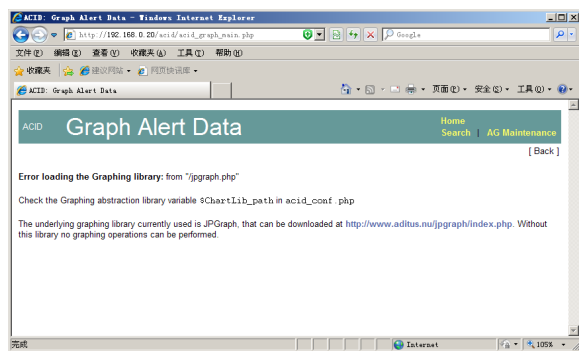 ACID: Graph Alert Data - Windows Internet Explorer
http://192.168.0.20/acid/acid_graph_main.php
Google
文件(F) 编辑(E) 查看(V) 收藏夹(A) 工具(T) 帮助(H)
收藏夹 建议网站 网页快讯库
ACID: Graph Alert Data
页面(P) 安全(S) 工具(O)
ACID Graph Alert Data
Home
Search | AG Maintenance
[ Back ]
Error loading the Graphing library: from "/jpgraph.php"
Check the Graphing abstraction library variable $ChartLib_path in acid_conf.php
The underlying graphing library currently used is JPGraph, that can be downloaded at http://www.aditus.nu/jpgraph/index.php. Without
this library no graphing operations can be performed.
完成
Internet
105%